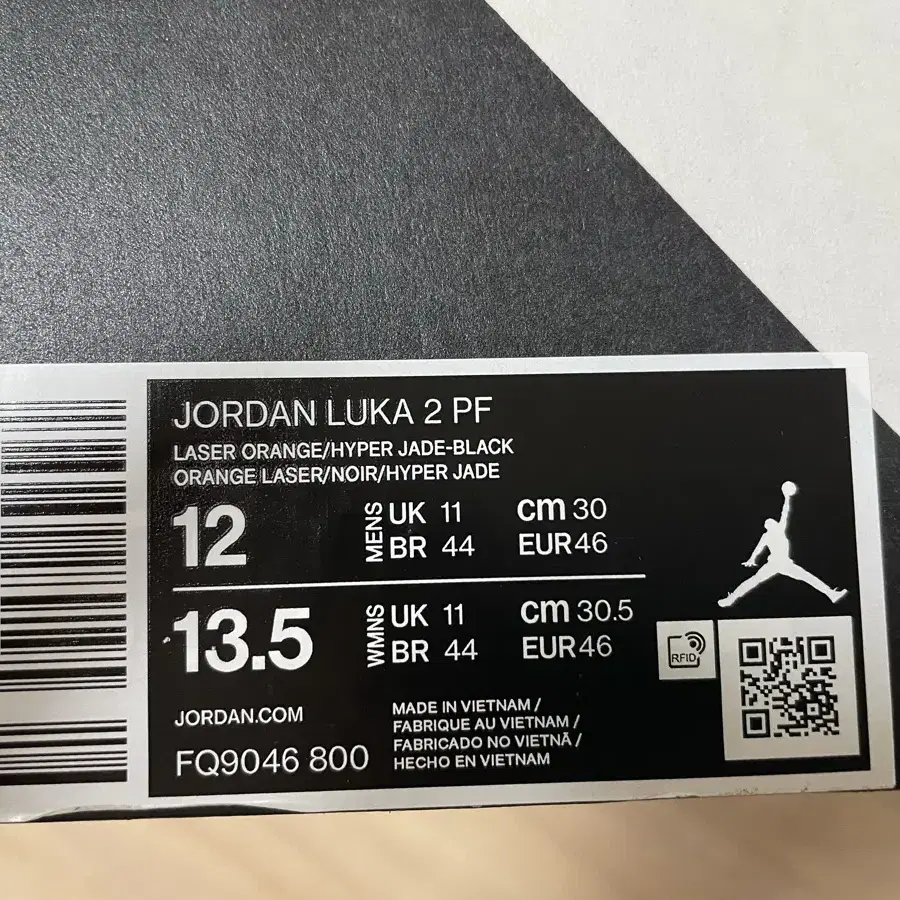 JORDAN LUKA 2 PF
LASER ORANGE/HYPER JADE-BLACK
ORANGE LASER/NOIR/HYPER JADE
12 MENS UK 11 cm 30
BR 44 EUR 46
13.5 WMNS UK 11 cm 30.5
BR 44 EUR 46
RFID
JORDAN.COM
FQ9046 800
MADE IN VIETNAM /
FABRIQUE AU VIETNAM /
FABRICADO NO VIETNÃ /
HECHO EN VIETNAM